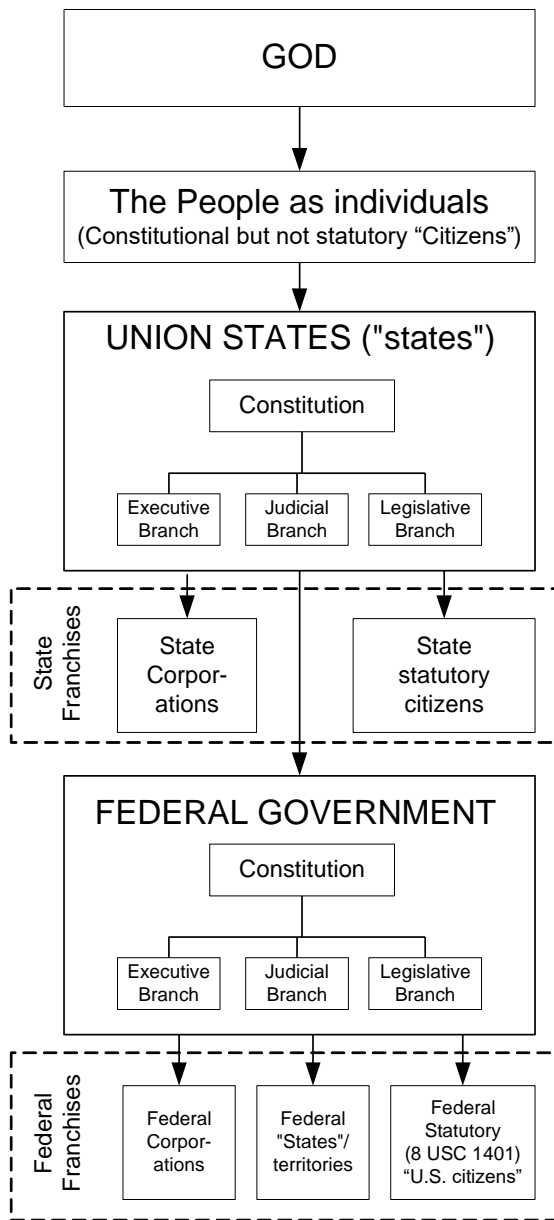 GOD
The People as individuals
(Constitutional but not statutory “Citizens”)
UNION STATES ("states")
Constitution
Executive
Branch
Judicial
Branch
Legislative
Branch
State
Franchises
State
Corpor-
ations
State
statutory
citizens
FEDERAL GOVERNMENT
Constitution
Executive
Branch
Judicial
Branch
Legislative
Branch
Federal
Franchises
Federal
Corpor-
ations
Federal
"States"/
territories
Federal
Statutory
(8 USC 1401)
“U.S. citizens”